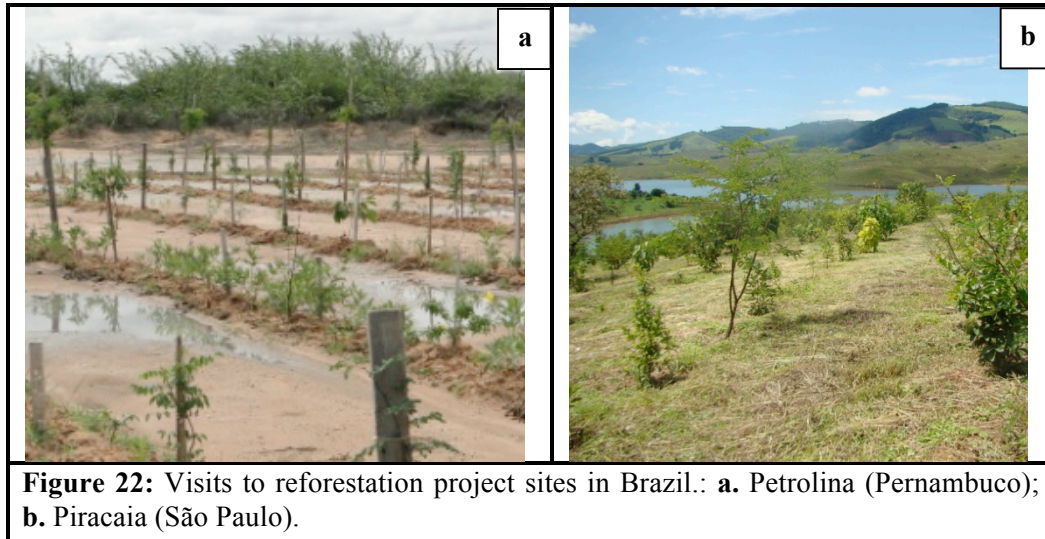 a
b
Figure 22: Visits to reforestation project sites in Brazil.: a. Petrolina (Pernambuco);
b. Piracaia (São Paulo).